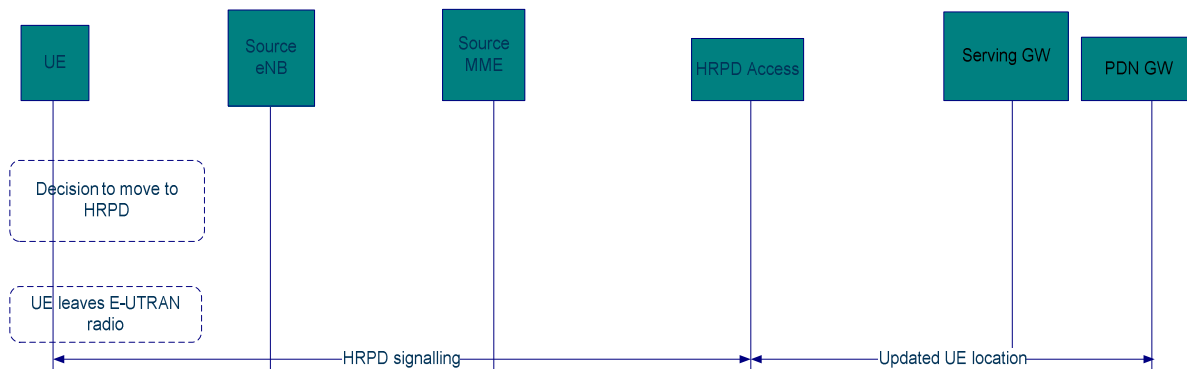 UE
Source
eNB
Source
MME
HRPD Access
Serving GW
PDN GW
Decision to move to
HRPD
UE leaves E-UTRAN
radio
HRPD signalling
Updated UE location